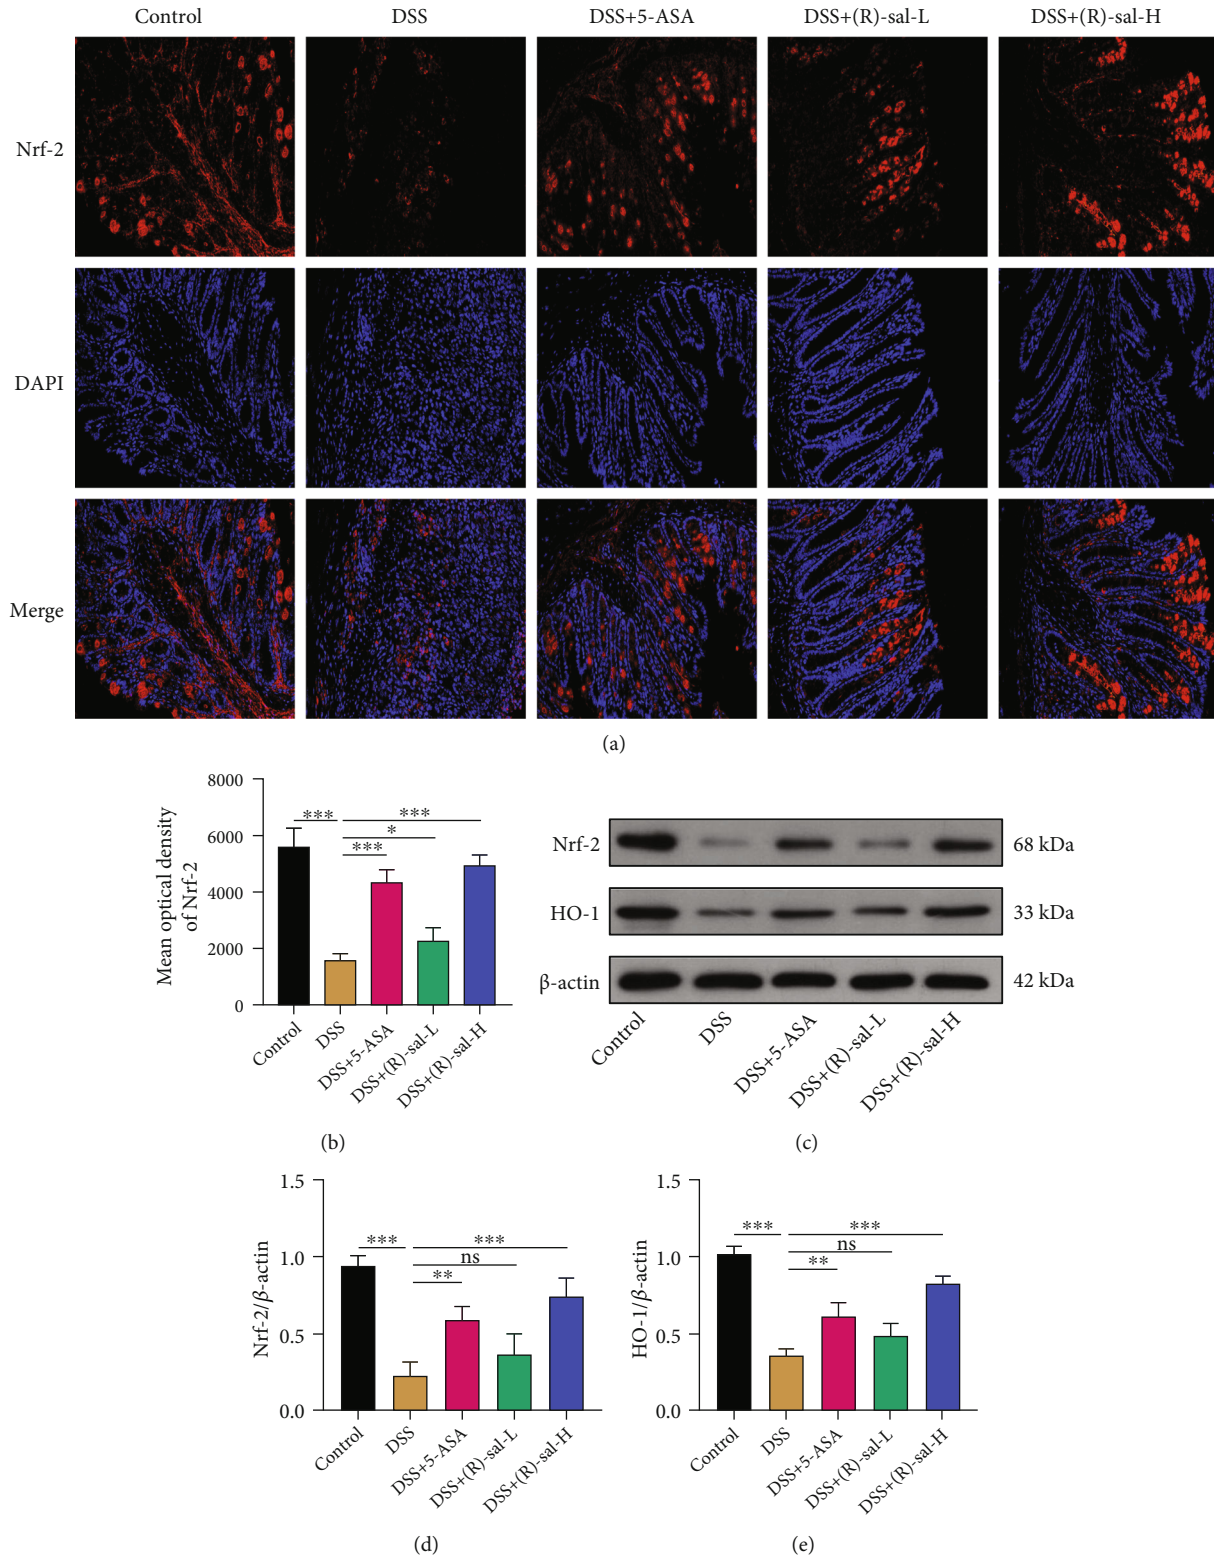 Control DSS DSS+5-ASA DSS+(R)-sal-L DSS+(R)-sal-H
Nrf-2
DAPI
Merge
(a)
Mean optical density
of Nrf-2
8000
6000
4000
2000
0
***
***
*
***
Control
DSS
DSS+5-ASA
DSS+(R)-sal-L
DSS+(R)-sal-H
(b)
Nrf-2 68 kDa
HO-1 33 kDa
β-actin 42 kDa
Control
DSS
DSS+5-ASA
DSS+(R)-sal-L
DSS+(R)-sal-H
(c)
Nrf-2/β-actin
1.5
1.0
0.5
0.0
***
***
ns
**
Control
DSS
DSS+5-ASA
DSS+(R)-sal-L
DSS+(R)-sal-H
(d)
HO-1/β-actin
1.5
1.0
0.5
0.0
***
***
ns
**
Control
DSS
DSS+5-ASA
DSS+(R)-sal-L
DSS+(R)-sal-H
(e)